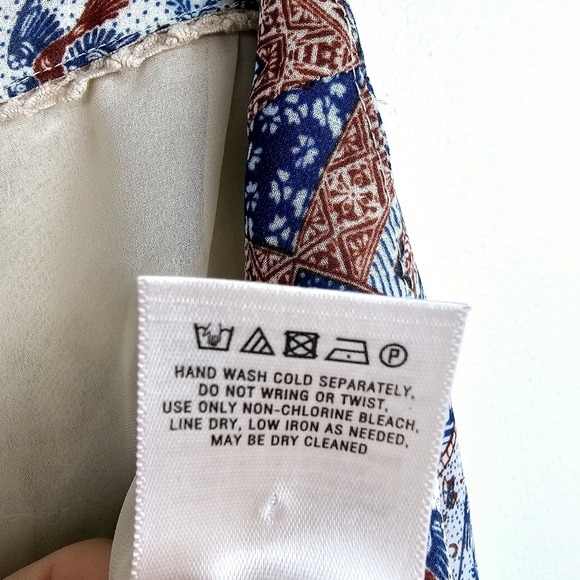 P
HAND WASH COLD SEPARATELY,
DO NOT WRING OR TWIST,
USE ONLY NON-CHLORINE BLEACH,
LINE DRY, LOW IRON AS NEEDED,
MAY BE DRY CLEANED